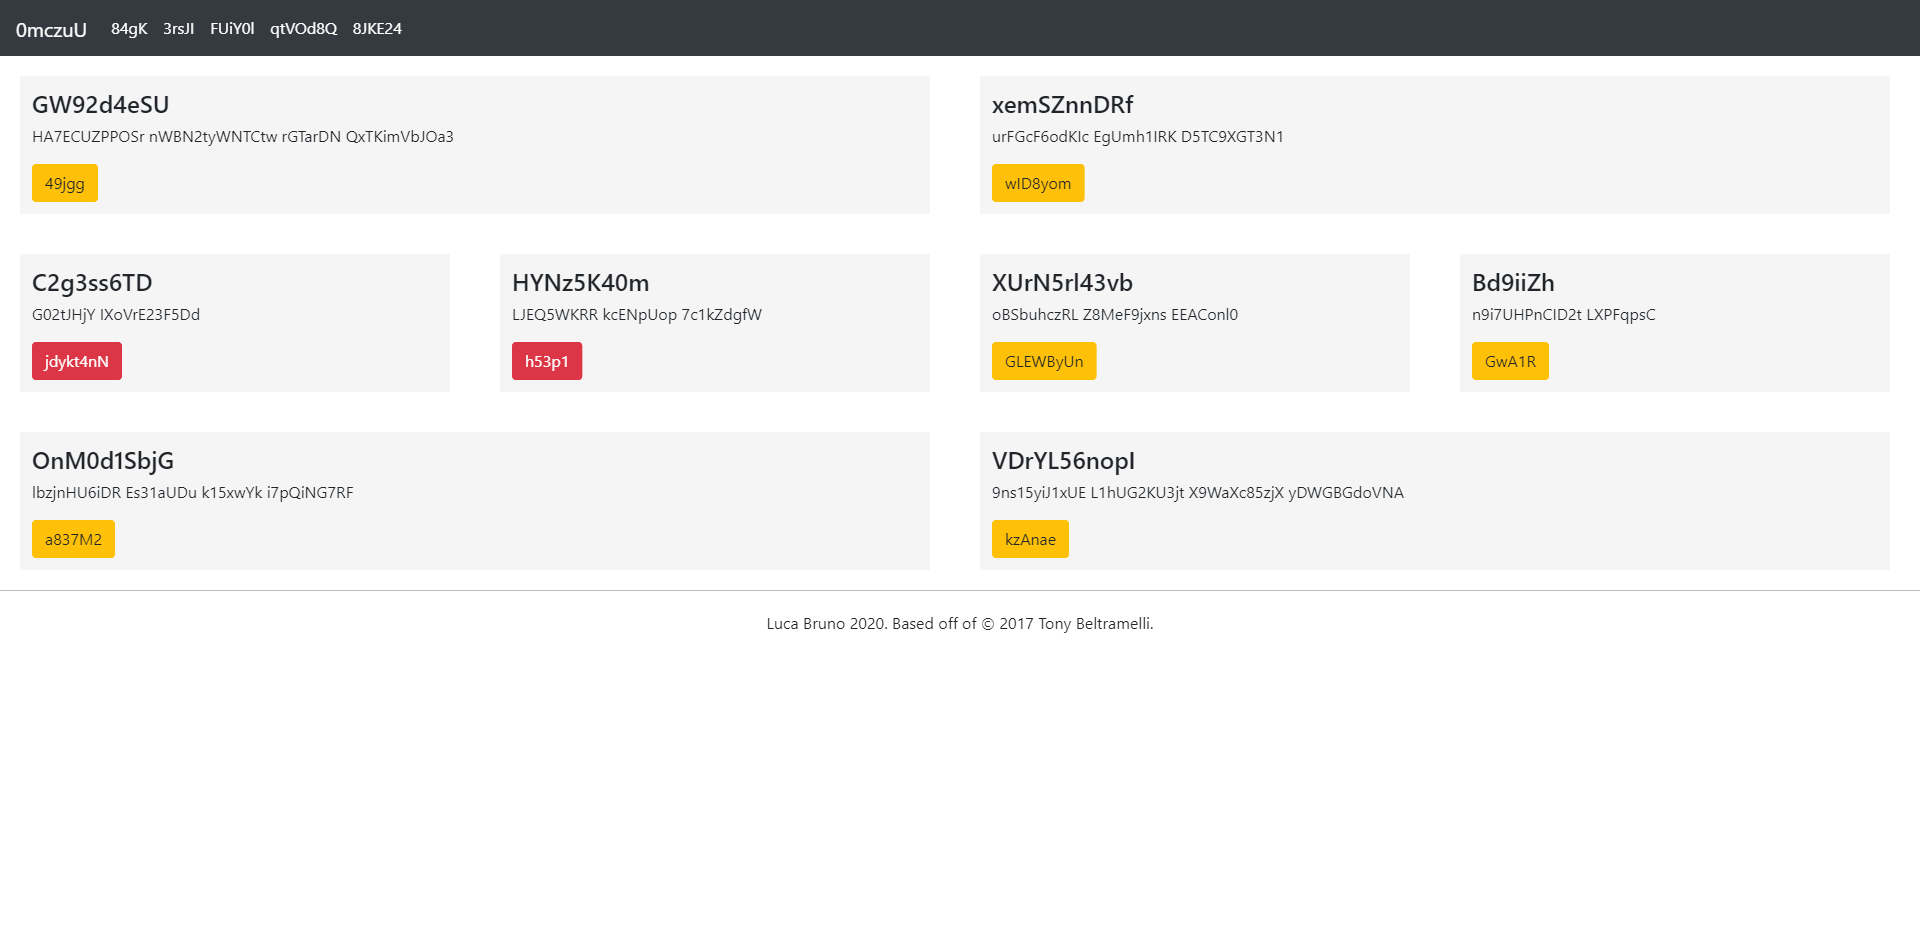 0mczuU 84gK 3rsJI FUiY0l qtVOd8Q 8JKE24
GW92d4eSU
HA7ECUZPPOSr nWBN2tyWNTCtw rGTarDN QxTKimVbJOa3
49jgg
xemSZnnDRf
urFGcF6odKIc EgUmh1IRK D5TC9XGT3N1
wID8yom
C2g3ss6TD
G02tJHjY IXoVrE23F5Dd
jdykt4nN
HYNz5K40m
LJEQ5WKRR kcENpUop 7c1kZdgfW
h53p1
XUrN5rl43vb
oBSbuhczRL Z8MeF9jxns EEAConl0
GLEWByUn
Bd9iiZh
n9i7UHPnCID2t LXPFqpsC
GwA1R
OnM0d1SbjG
lbzjnHU6iDR Es31aUDu k15xwYk i7pQiNG7RF
a837M2
VDrYL56nopI
9ns15yiJ1xUE L1hUG2KU3jt X9WaXc85zjX yDWGBGdoVNA
kzAnae
Luca Bruno 2020. Based off of © 2017 Tony Beltramelli.